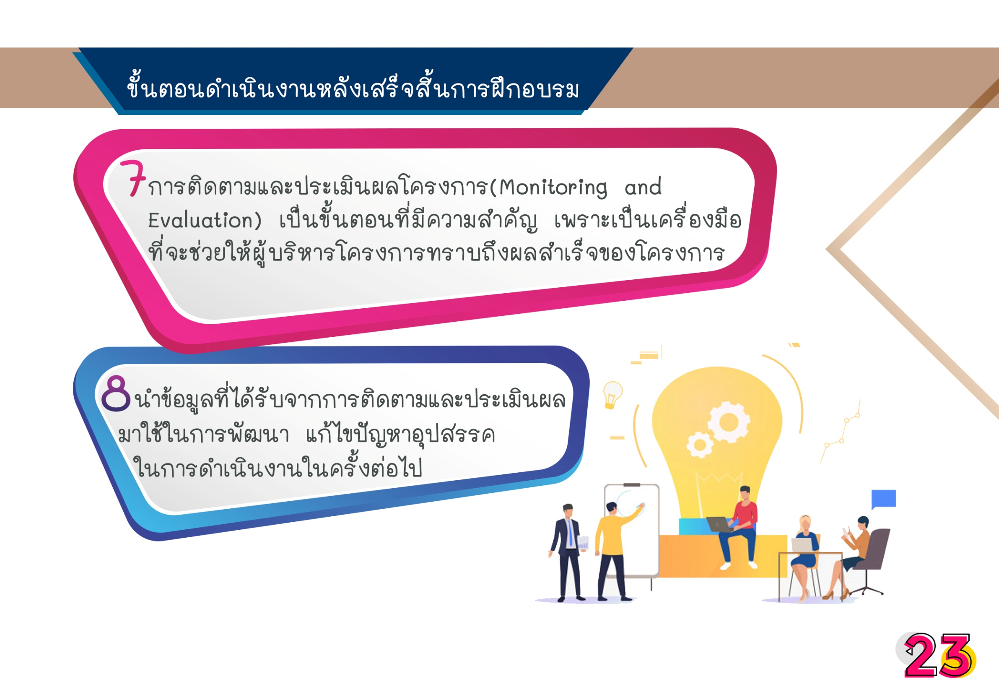 ขั้นตอนดำเนินงานหลังเสร็จสิ้นการฝึกอบรม
7 การติดตามและประเมินผลโครงการ(Monitoring and
Evaluation) เป็นขั้นตอนที่มีความสำคัญ เพราะเป็นเครื่องมือ
ที่จะช่วยให้ผู้บริหารโครงการทราบถึงผลสำเร็จของโครงการ
8 นำข้อมูลที่ได้รับจากการติดตามและประเมินผล
มาใช้ในการพัฒนา แก้ไขปัญหาอุปสรรค
ในการดำเนินงานในครั้งต่อไป
23